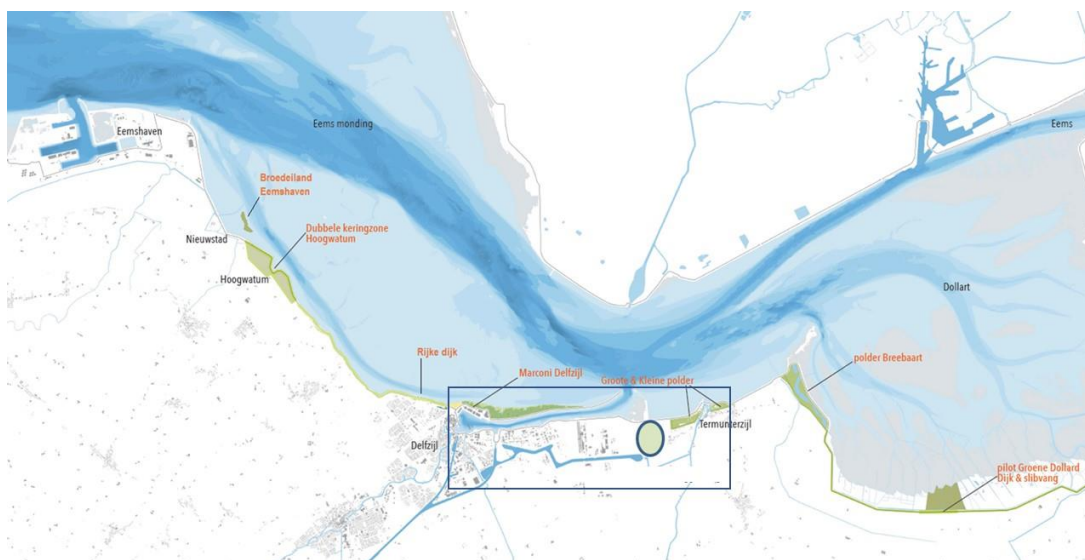 Eems monding
Eems
Eemshaven
Broedeiland
Eemshaven
Dubbele keringzone
Hoogwatum
Nieuwstad
Hoogwatum
Dollart
Rijke dijk
polder Breebaart
Marconi Delfzijl
Groote & Kleine polder
Termunterzijl
Delfzijl
pilot Groene Dollard
Dijk & slibvang